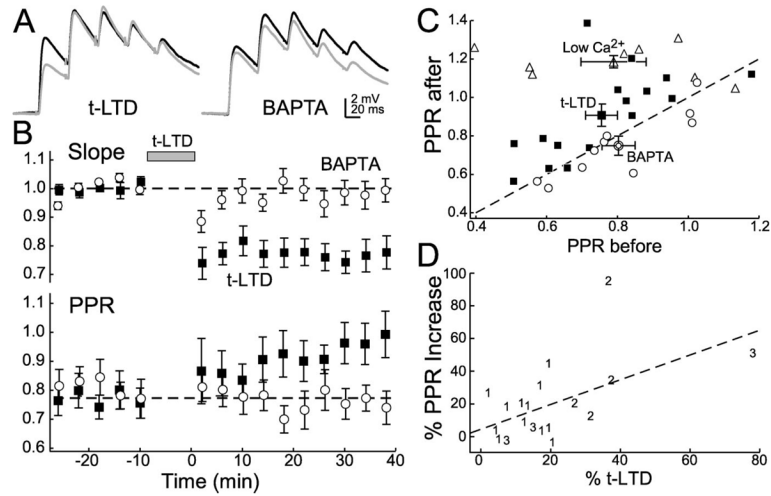 A
t-LTD
BAPTA
2 mV
20 ms
B
Slope
t-LTD
BAPTA
1.0
0.9
0.8
0.7
t-LTD
PPR
1.0
0.9
0.8
0.7
0.6
-20 -10 0 10 20 30 40
Time (min)
C
1.4
1.2
1.0
0.8
0.6
0.4
PPR after
Low Ca2+
t-LTD
BAPTA
0.4 0.6 0.8 1.0 1.2
PPR before
D
100
80
60
40
20
0
% PPR Increase
2
3
1
2
1
1
2
1
1
1
2
1
1
3
1
1
1
3
1
2
0 20 40 60 80
% t-LTD